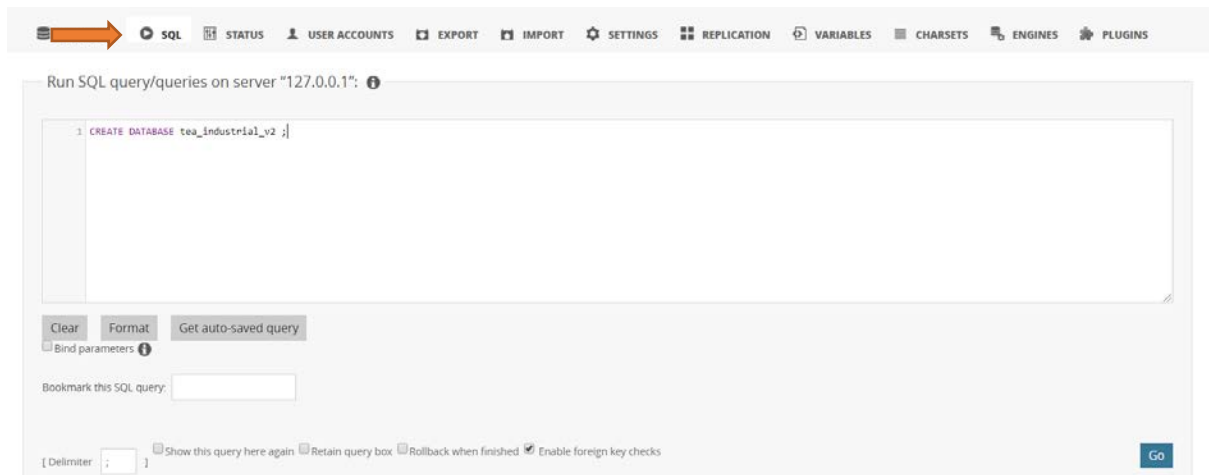 SQL STATUS USER ACCOUNTS EXPORT IMPORT SETTINGS REPLICATION VARIABLES CHARSETS ENGINES PLUGINS
Run SQL query/queries on server "127.0.0.1":
1 CREATE DATABASE tea_industrial_v2 ;
Clear Format Get auto-saved query
Bind parameters
Bookmark this SQL query:
[ Delimiter ; ] Show this query here again Retain query box Rollback when finished Enable foreign key checks Go